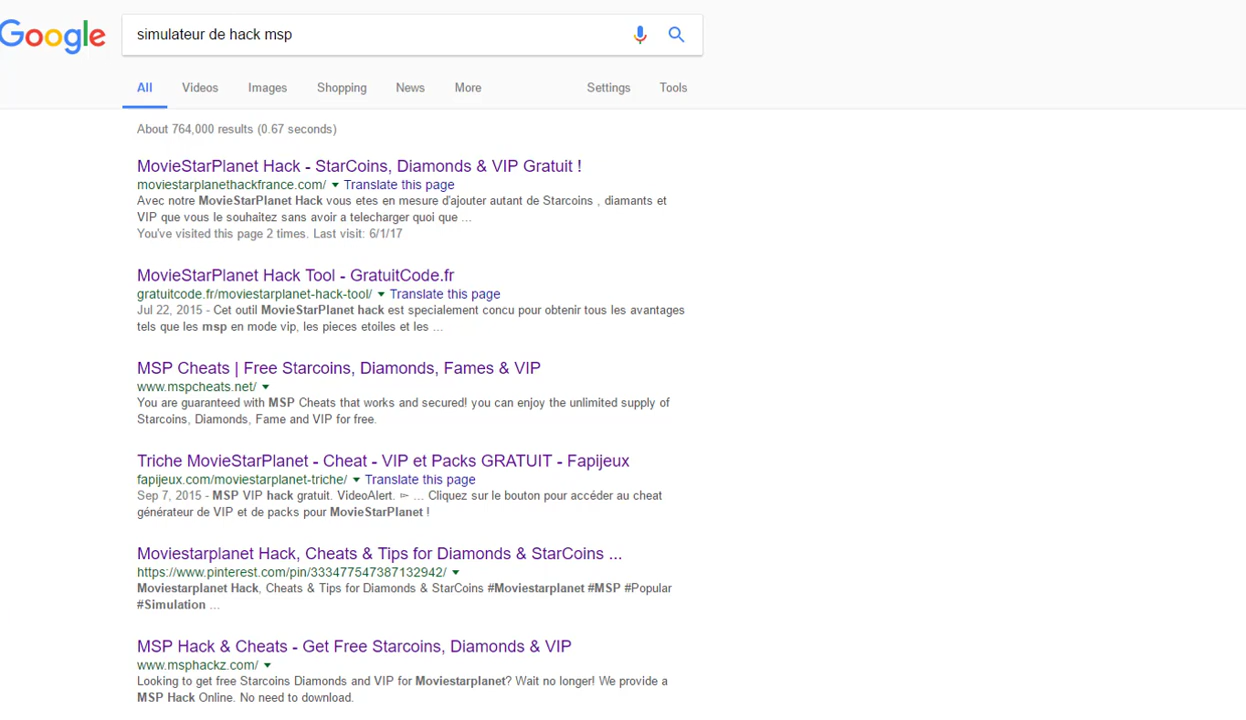 Google
simulateur de hack msp
All Videos Images Shopping News More Settings Tools
About 764,000 results (0.67 seconds)
MovieStarPlanet Hack - StarCoins, Diamonds & VIP Gratuit !
moviestarplanethackfrance.com/ ▼ Translate this page
Avec notre MovieStarPlanet Hack vous etes en mesure d'ajouter autant de Starcoins , diamants et
VIP que vous le souhaitez sans avoir a telecharger quoi que ...
You've visited this page 2 times. Last visit: 6/1/17
MovieStarPlanet Hack Tool - GratuitCode.fr
gratuitcode.fr/moviestarplanet-hack-tool/ ▼ Translate this page
Jul 22, 2015 - Cet outil MovieStarPlanet hack est specialement concu pour obtenir tous les avantages
tels que les msp en mode vip, les pieces etoiles et les ...
MSP Cheats | Free Starcoins, Diamonds, Fames & VIP
www.mspcheats.net/ ▼
You are guaranteed with MSP Cheats that works and secured! you can enjoy the unlimited supply of
Starcoins, Diamonds, Fame and VIP for free.
Triche MovieStarPlanet - Cheat - VIP et Packs GRATUIT - Fapijeux
fapijeux.com/moviestarplanet-triche/ ▼ Translate this page
Sep 7, 2015 - MSP VIP hack gratuit. VideoAlert. ▻ ... Cliquez sur le bouton pour accéder au cheat
générateur de VIP et de packs pour MovieStarPlanet !
Moviestarplanet Hack, Cheats & Tips for Diamonds & StarCoins ...
https://www.pinterest.com/pin/333477547387132942/ ▼
Moviestarplanet Hack, Cheats & Tips for Diamonds & StarCoins #Moviestarplanet #MSP #Popular
#Simulation ...
MSP Hack & Cheats - Get Free Starcoins, Diamonds & VIP
www.msphackz.com/ ▼
Looking to get free Starcoins Diamonds and VIP for Moviestarplanet? Wait no longer! We provide a
MSP Hack Online. No need to download.